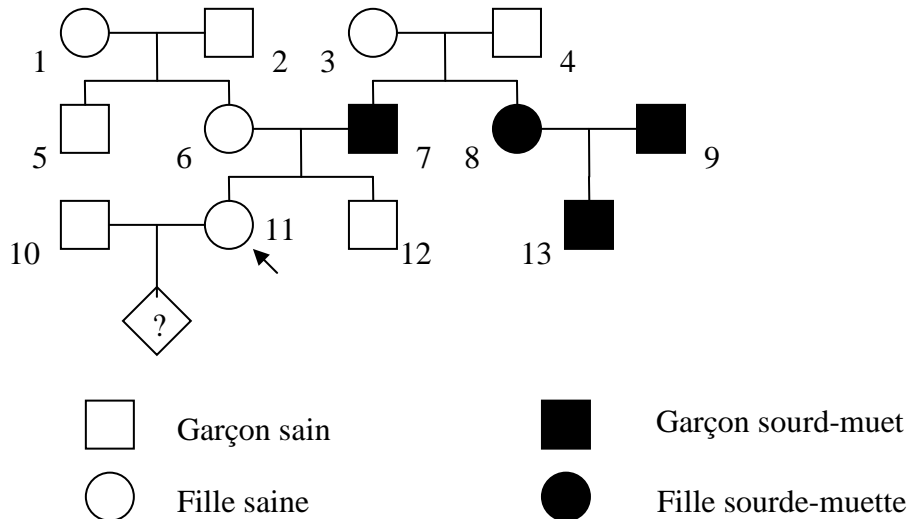 1 2 3 4
5 6 7 8 9
10 11 12 13
?
Garçon sain
Garçon sourd-muet
Fille saine
Fille sourde-muette